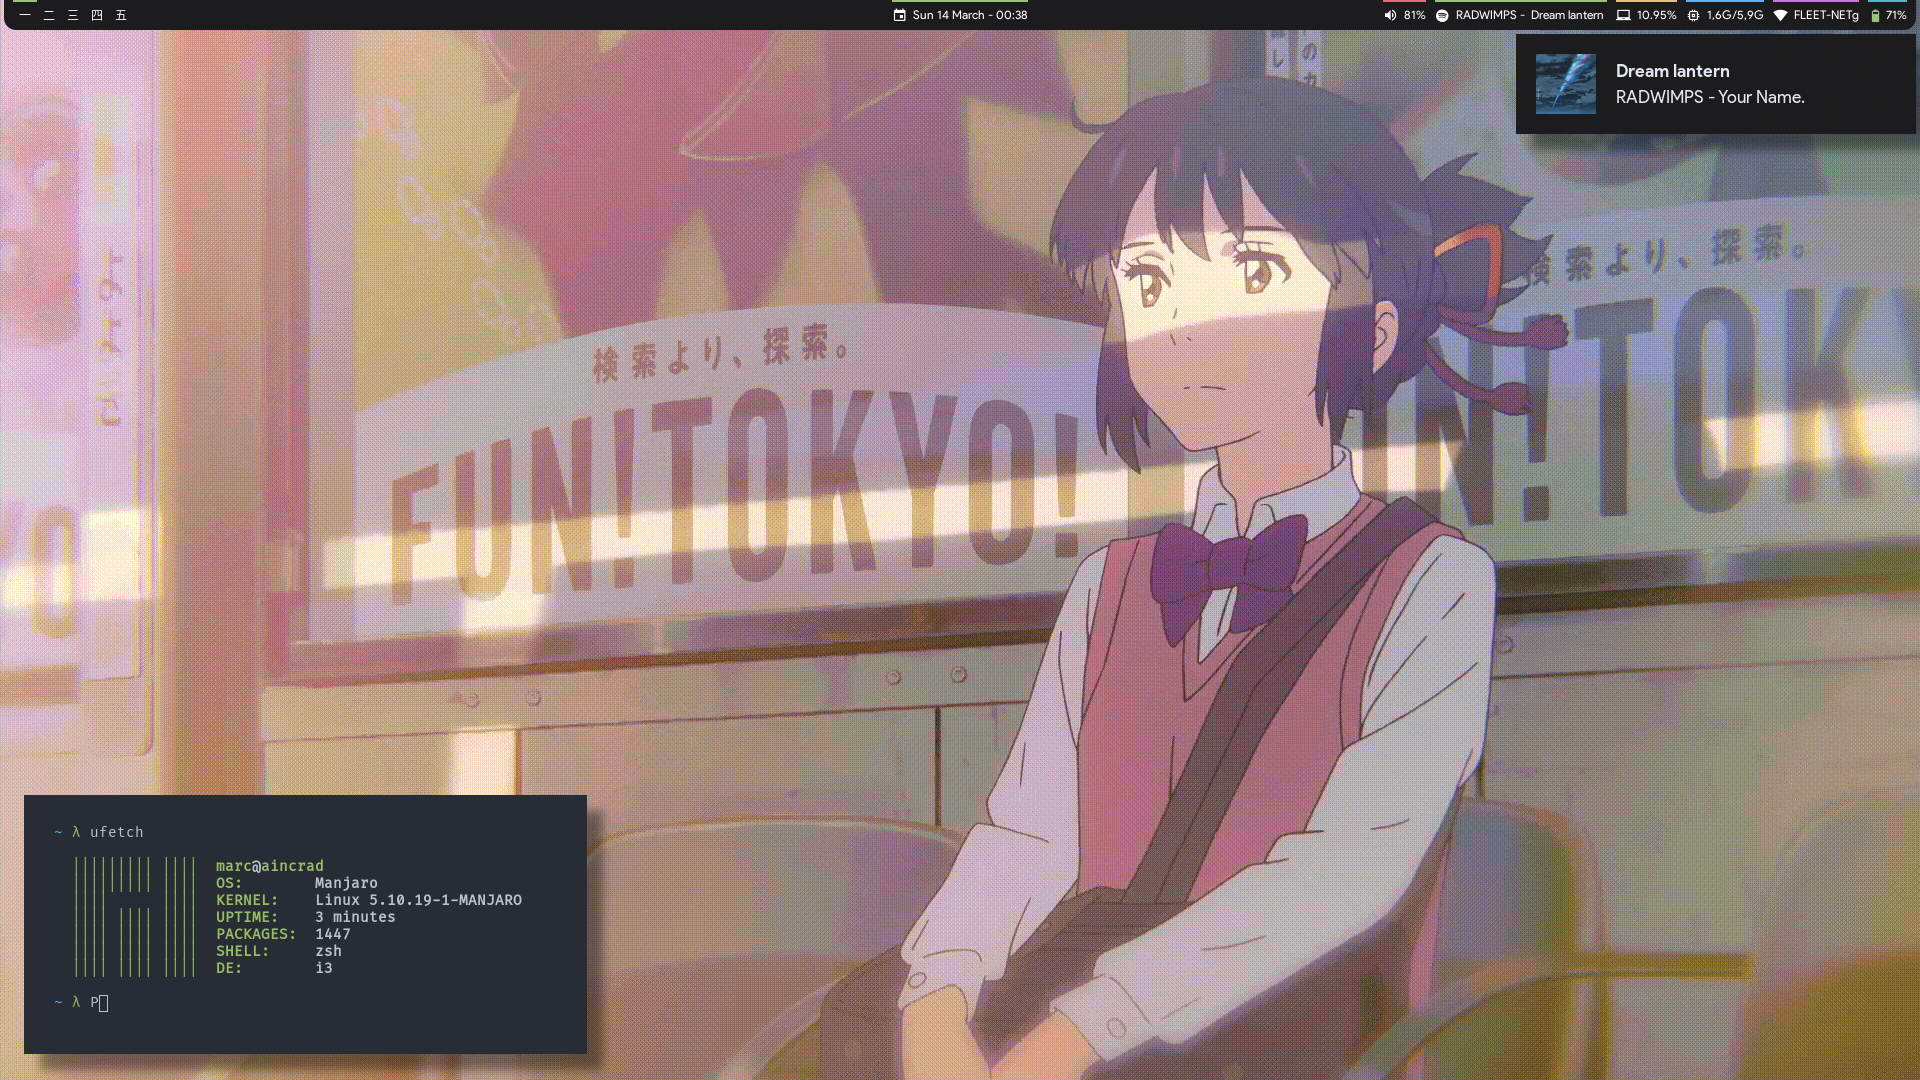 一 二 三 四 五
Sun 14 March - 00:38
81% RADWIMPS - Dream lantern 10.95% 1,6G/5,9G FLEET-NETg 71%
Dream lantern
RADWIMPS - Your Name.
検索より、探索。
FUN!TOKYO!
検索より、探索。
UN!TOKY
~ λ ufetch
marc@aincrad
OS: Manjaro
KERNEL: Linux 5.10.19-1-MANJARO
UPTIME: 3 minutes
PACKAGES: 1447
SHELL: zsh
DE: i3
~ λ P